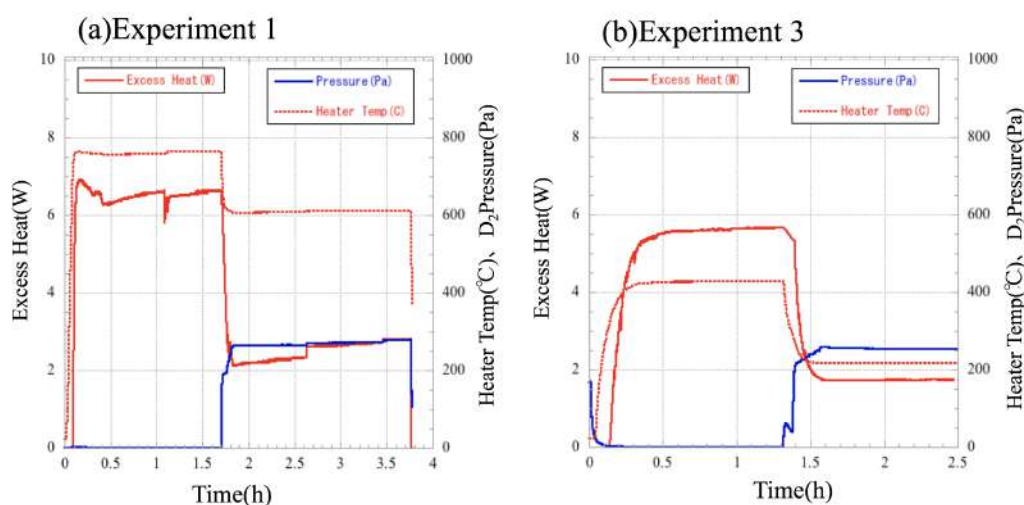 (a)Experiment 1
10
8
6
4
2
0
Excess Heat(W)
Excess Heat(W)
Pressure(Pa)
Heater Temp(C)
1000
800
600
400
200
0
Heater Temp(℃)、D₂Pressure(Pa)
0 0.5 1 1.5 2 2.5 3 3.5 4
Time(h)
(b)Experiment 3
10
8
6
4
2
0
Excess Heat(W)
Excess Heat(W)
Pressure(Pa)
Heater Temp(C)
1000
800
600
400
200
0
Heater Temp(℃)、D₂Pressure(Pa)
0 0.5 1 1.5 2 2.5
Time(h)